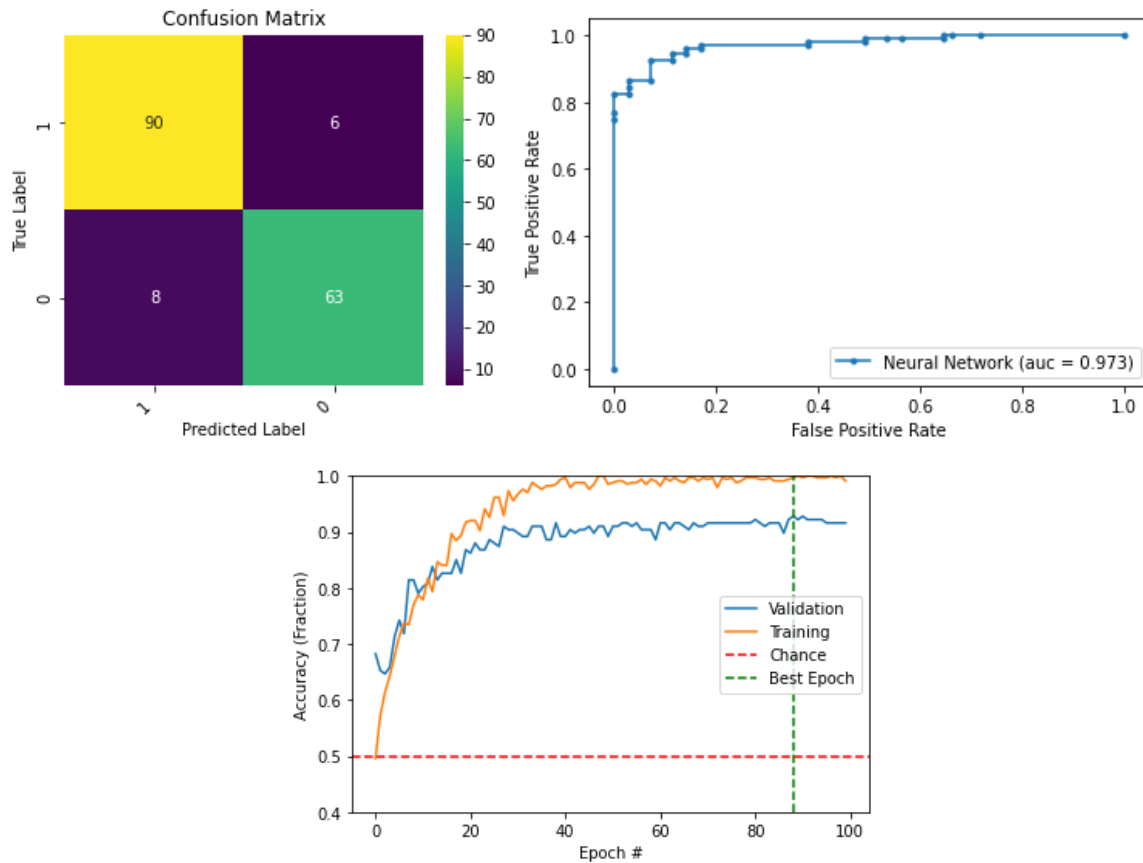 Confusion Matrix
True Label
1
0
90
6
8
63
1
0
Predicted Label
90
80
70
60
50
40
30
20
10
True Positive Rate
1.0
0.8
0.6
0.4
0.2
0.0
Neural Network (auc = 0.973)
0.0 0.2 0.4 0.6 0.8 1.0
False Positive Rate
Accuracy (Fraction)
1.0
0.9
0.8
0.7
0.6
0.5
0.4
Validation
Training
Chance
Best Epoch
0 20 40 60 80 100
Epoch #